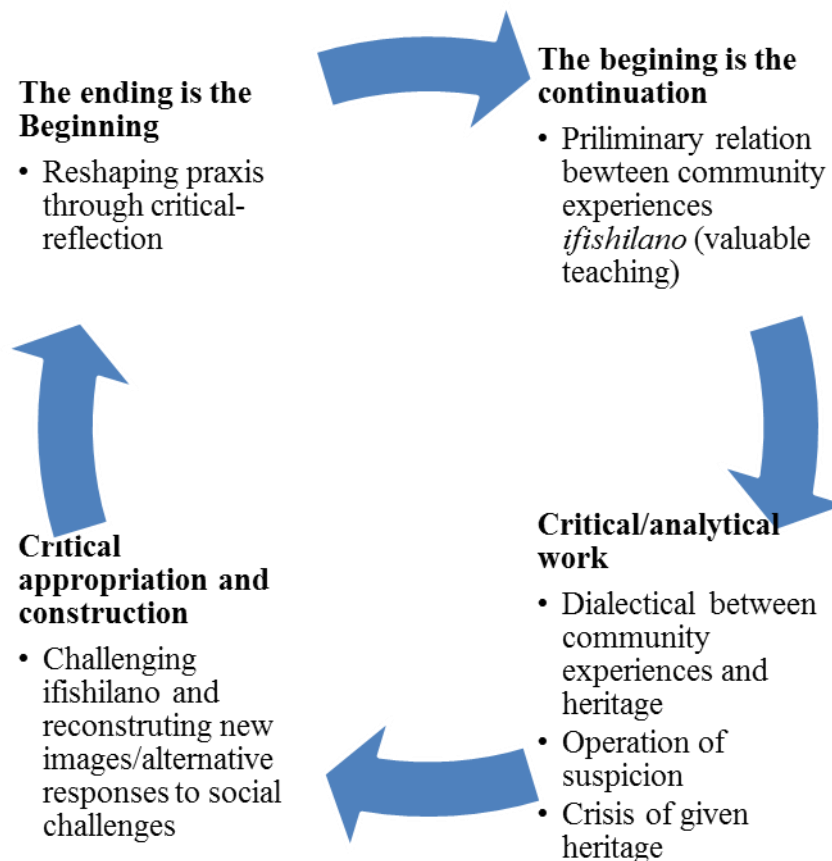 The ending is the
Beginning
• Reshaping praxis
through critical-
reflection
The begining is the
continuation
• Priliminary relation
bewteen community
experiences
ifishilano (valuable
teaching)
Critical/analytical
work
• Dialectical between
community
experiences and
heritage
• Operation of
suspicion
• Crisis of given
heritage
Critical
appropriation and
construction
• Challenging
ifishilano and
reconstruting new
images/alternative
responses to social
challenges